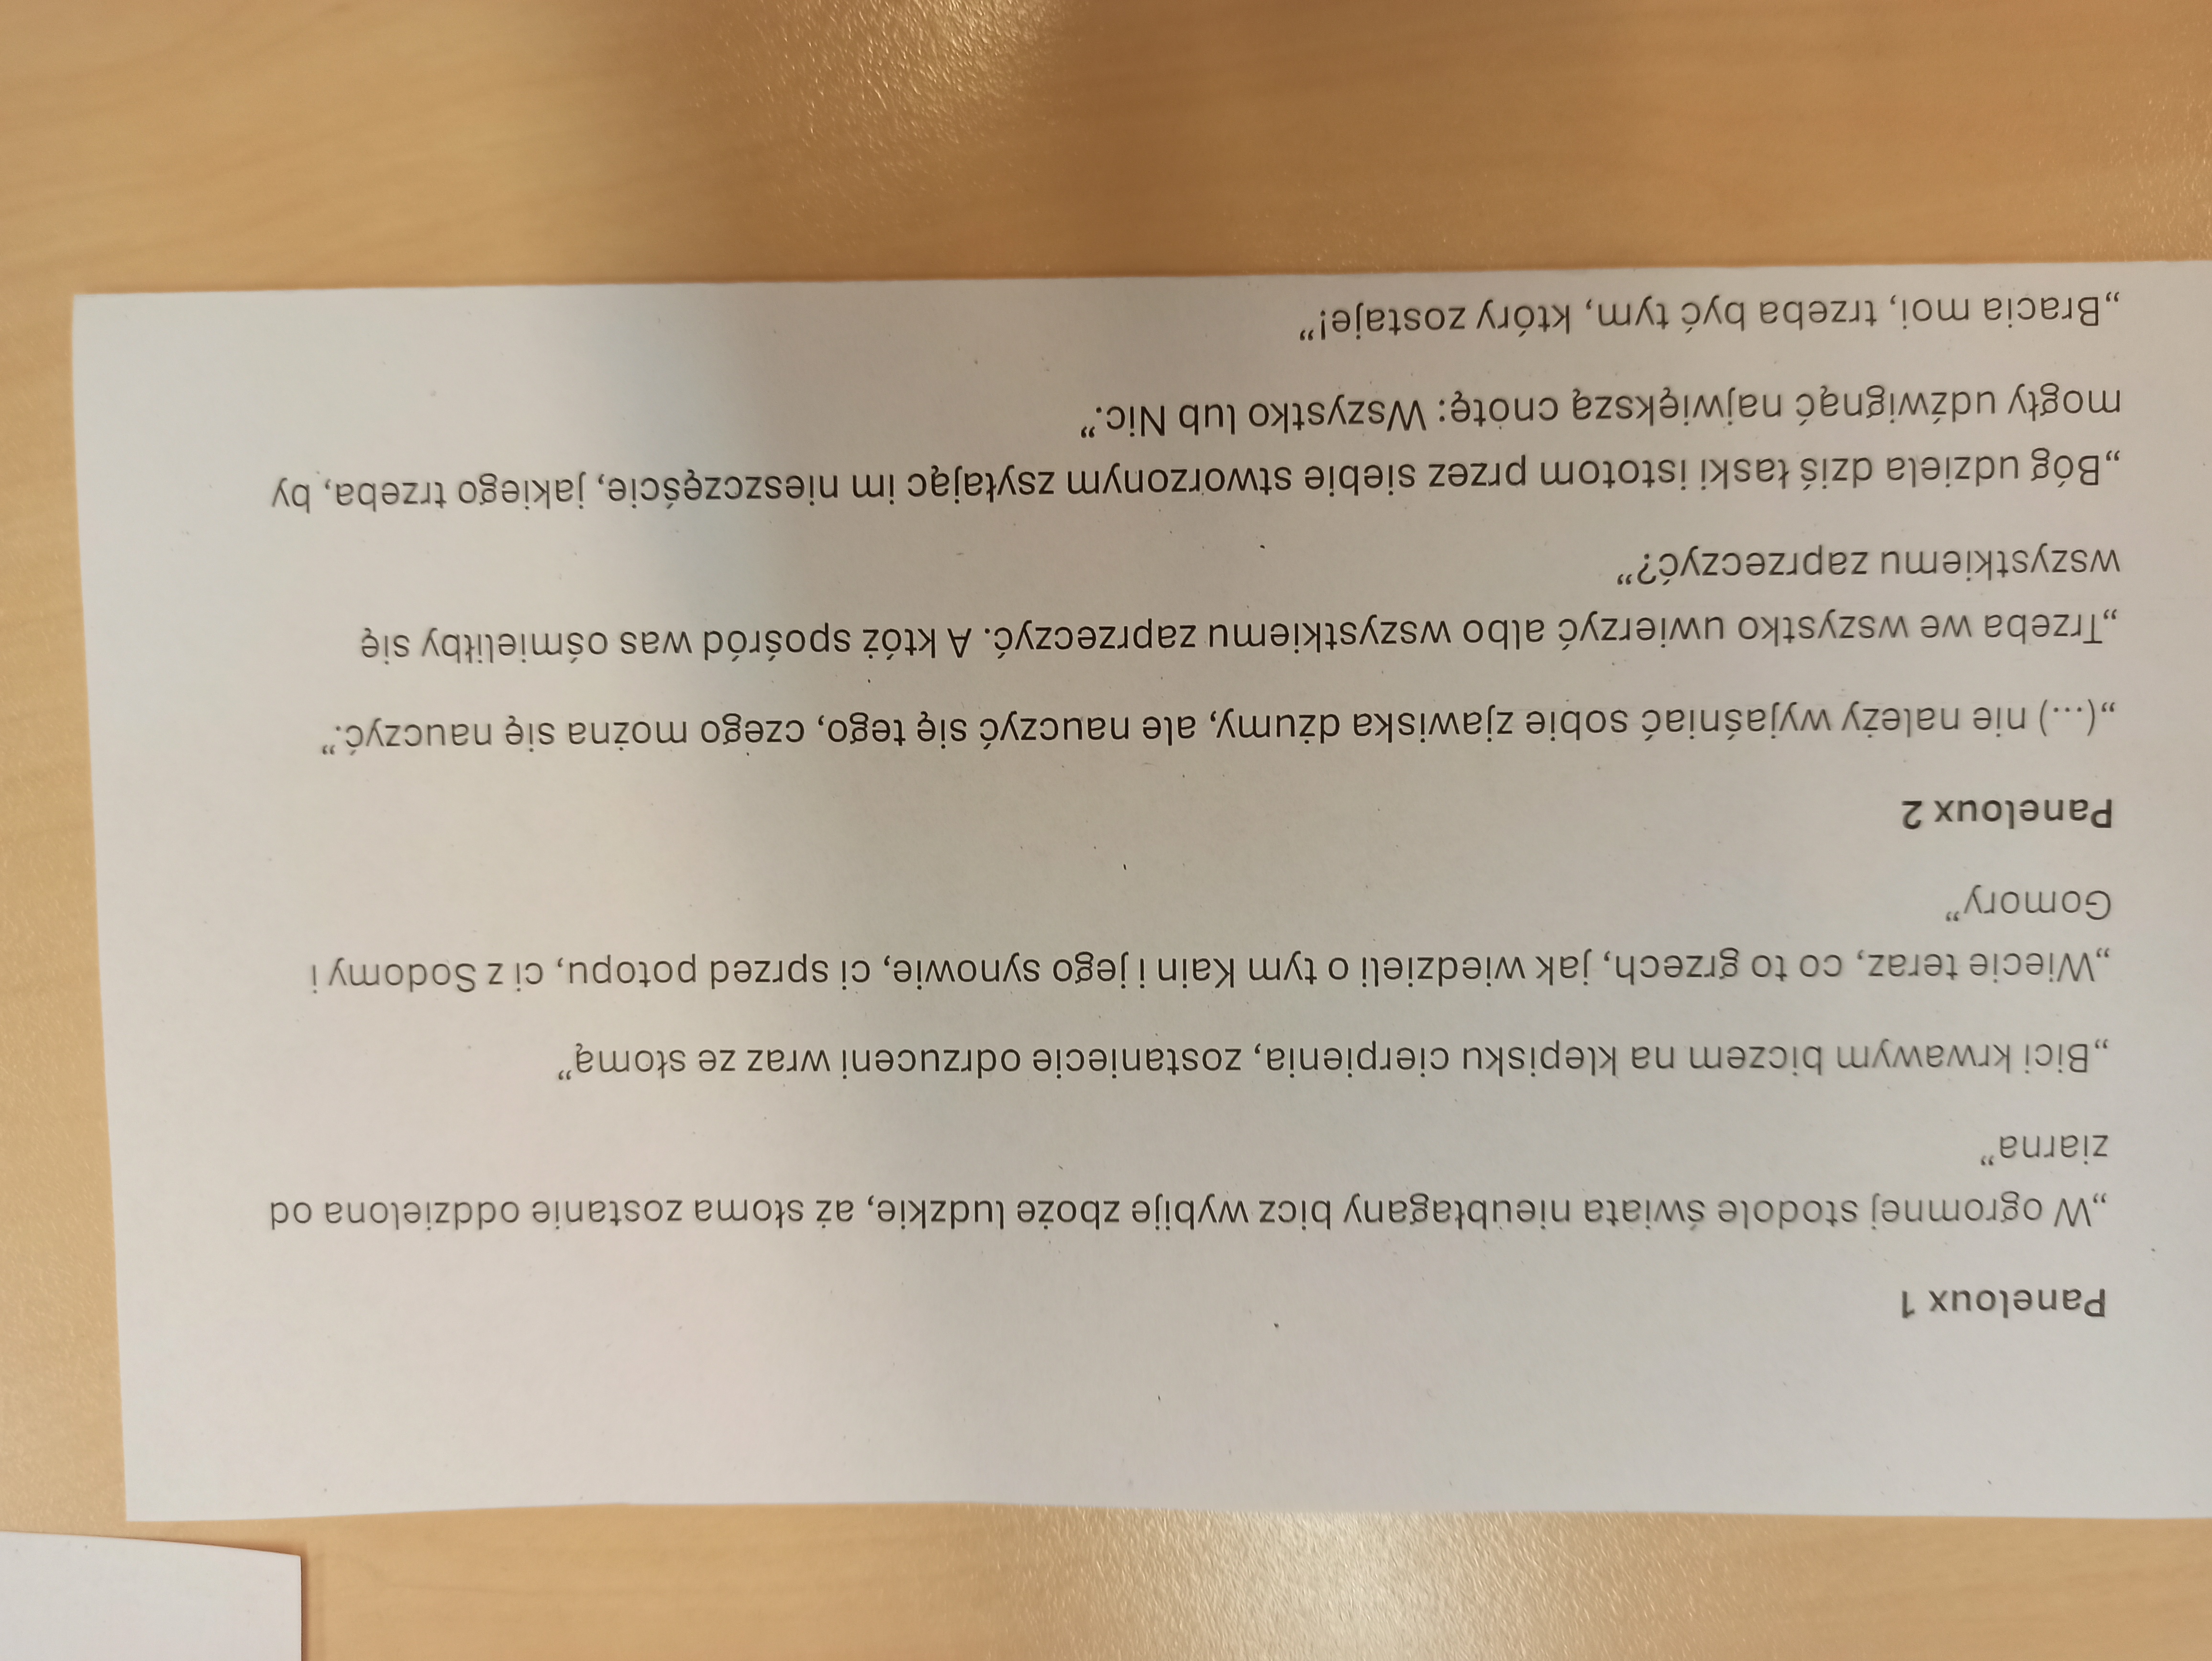 Paneloux 1
„W ogromnej stodole świata nieubłagany bicz wybije zboże ludzkie, aż słoma zostanie oddzielona od
ziarna”
„Bici krwawym biczem na klepisku cierpienia, zostaniecie odrzuceni wraz ze słomą”
„Wiecie teraz, co to grzech, jak wiedzieli o tym Kain i jego synowie, ci sprzed potopu, ci z Sodomy i
Gomory”
Paneloux 2
„(...) nie należy wyjaśniać sobie zjawiska dżumy, ale nauczyć się tego, czego można się nauczyć.”
„Trzeba we wszystko uwierzyć albo wszystkiemu zaprzeczyć. A któż spośród was ośmieliłby się
wszystkiemu zaprzeczyć?”
„Bóg udziela dziś łaski istotom przez siebie stworzonym zsyłając im nieszczęście, jakiego trzeba, by
mogły udźwignąć największą cnotę: Wszystko lub Nic.”
„Bracia moi, trzeba być tym, który zostaje!”